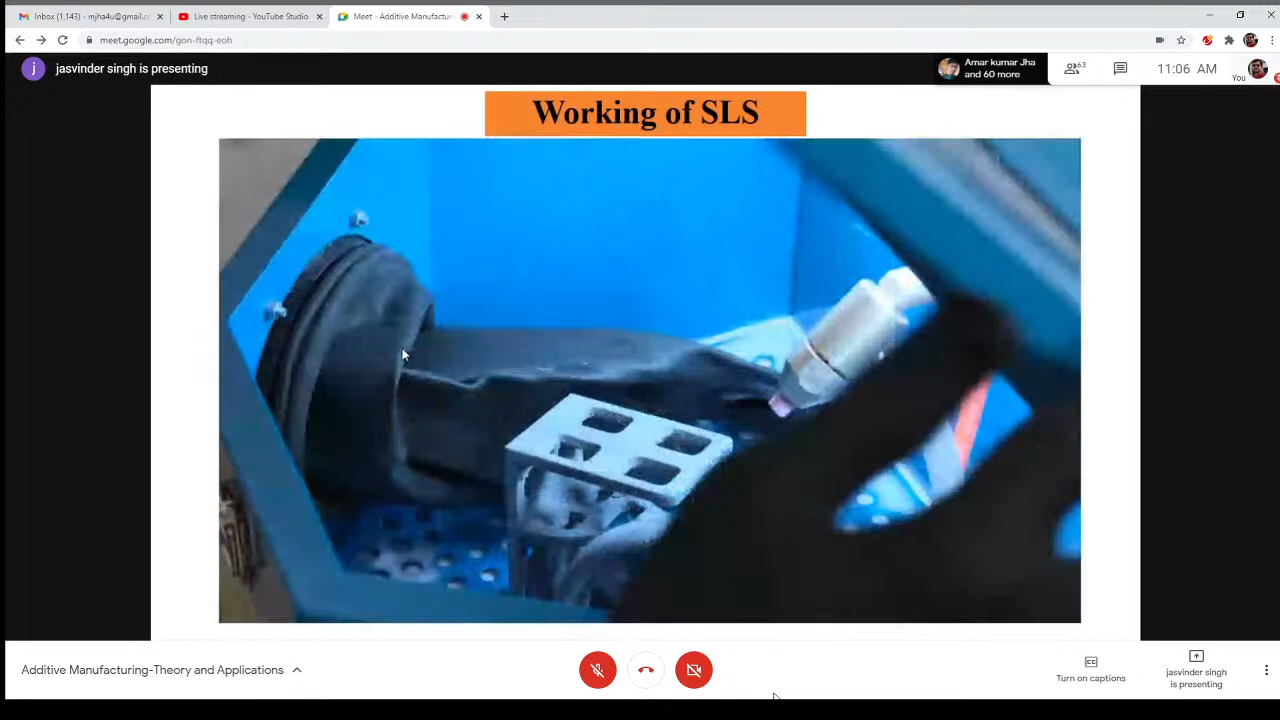 Inbox (1,143) - mjha4u@gmail.co
Live streaming - YouTube Studio
Meet - Additive Manufactur
meet.google.com/gon-ftqq-eoh
j
jasvinder singh is presenting
Amar kumar Jha
and 60 more
63
11:06 AM
You
Working of SLS
Additive Manufacturing-Theory and Applications
Turn on captions
jasvinder singh
is presenting